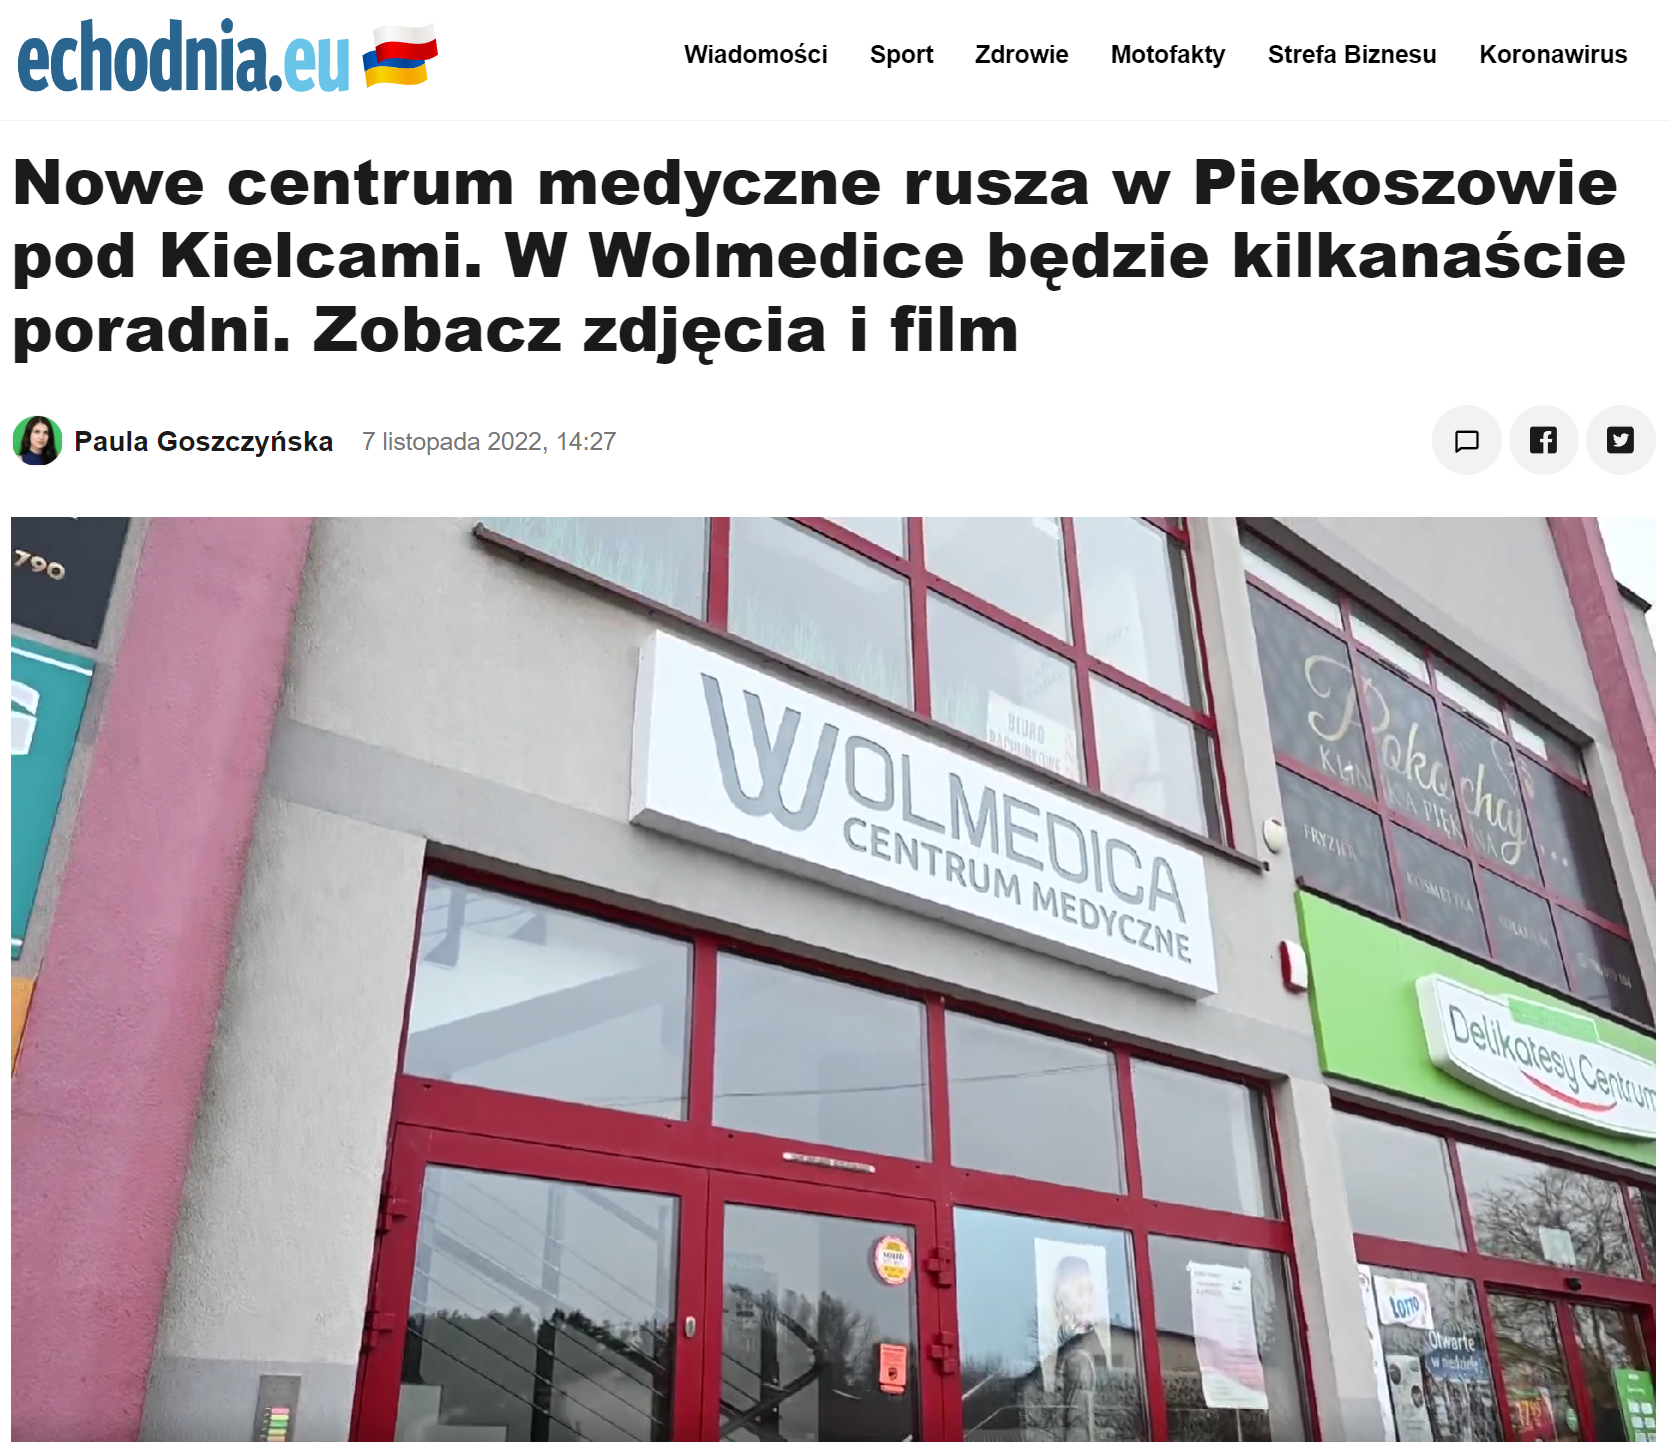 echodnia.eu
Wiadomości Sport Zdrowie Motofakty Strefa Biznesu Koronawirus
Nowe centrum medyczne rusza w Piekoszowie
pod Kielcami. W Wolmedice będzie kilkanaście
poradni. Zobacz zdjęcia i film
Paula Goszczyńska 7 listopada 2022, 14:27
790
BIURO
RACHUNKOWE
WOLMEDICA
CENTRUM MEDYCZNE
Pokochaj...
KLINIKA PIĘKNA
FRYZJER
KOSMETYKA
SOLARIUM
Delikatesy Centrum
LOTTO
Otwarte
w niedziele